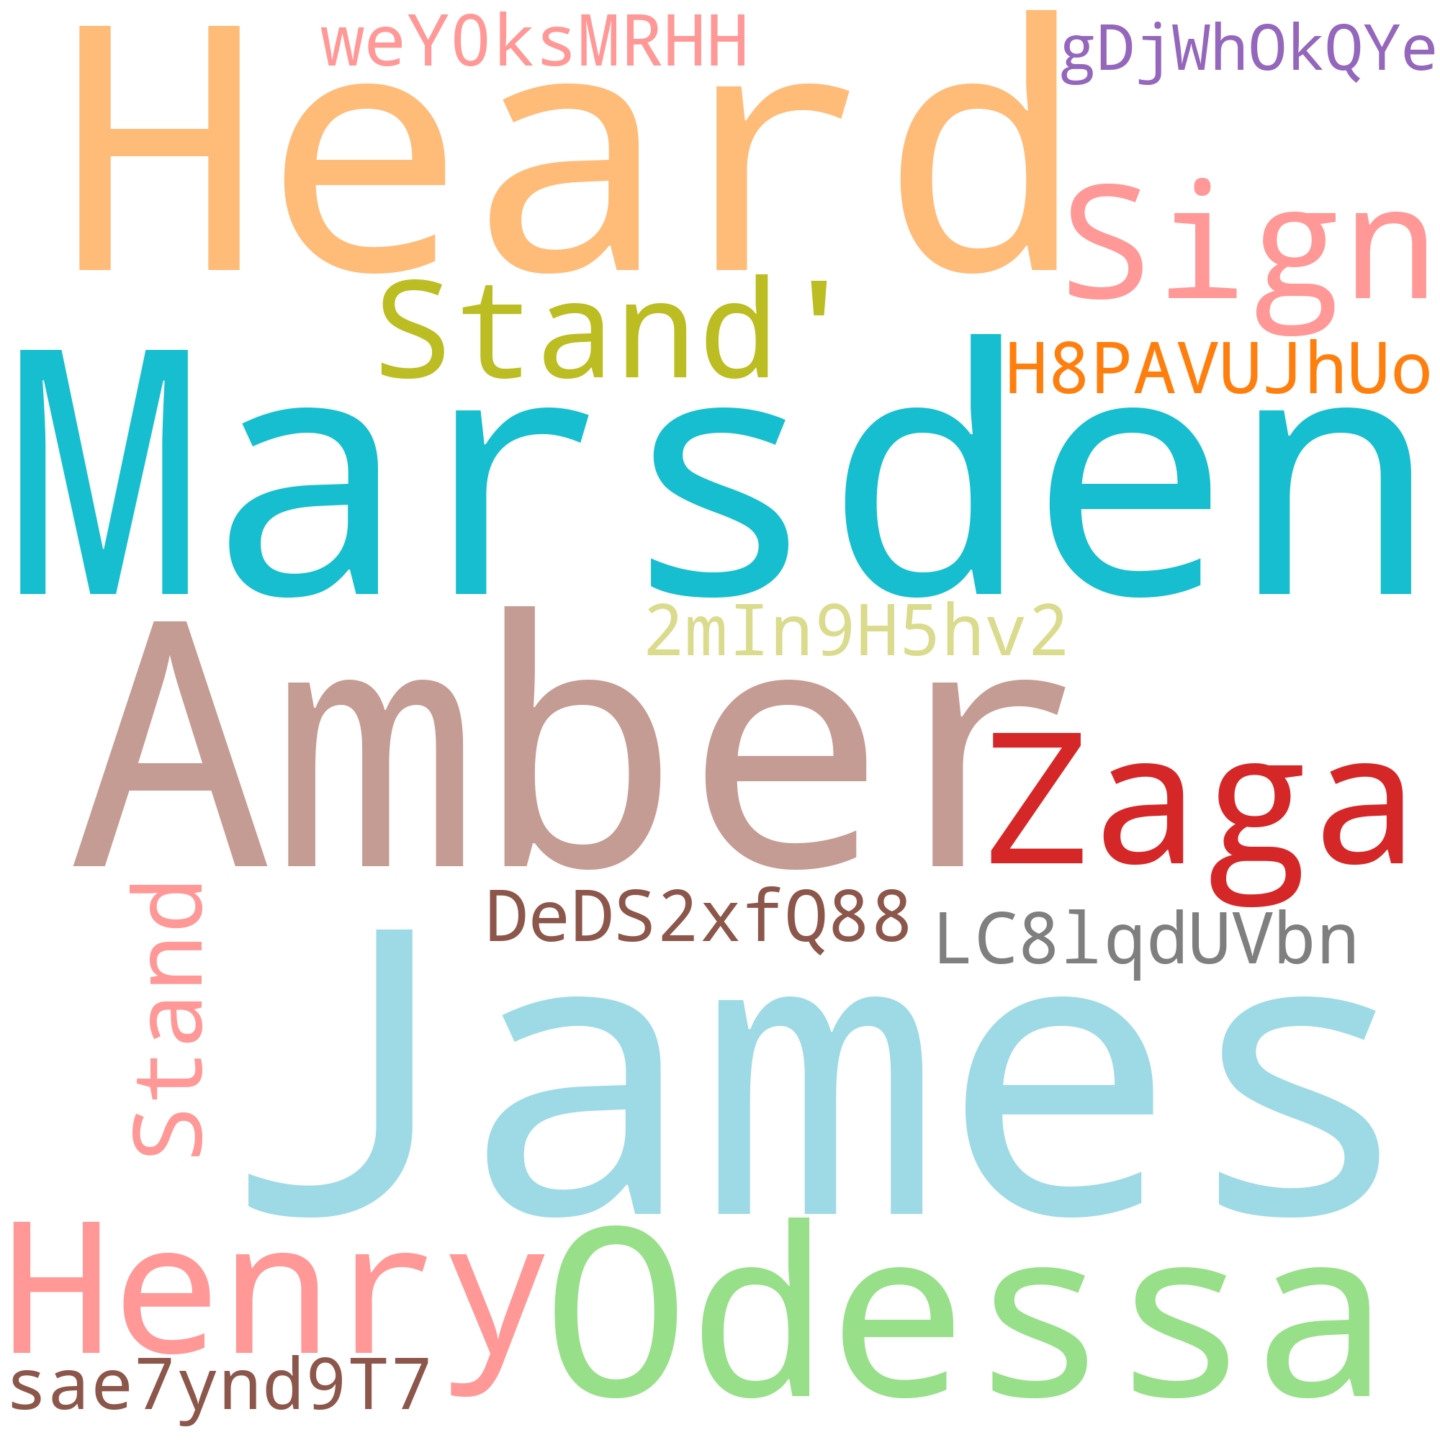 weY0ksMRHH
gDjWhOkQYe
Heard
Sign
Stand'
H8PAVUJhUo
Marsden
2mIn9H5hv2
Amber
Zaga
Stand
DeDS2xfQ88
LC8lqdUVbn
James
Henry
Odessa
sae7ynd9T7